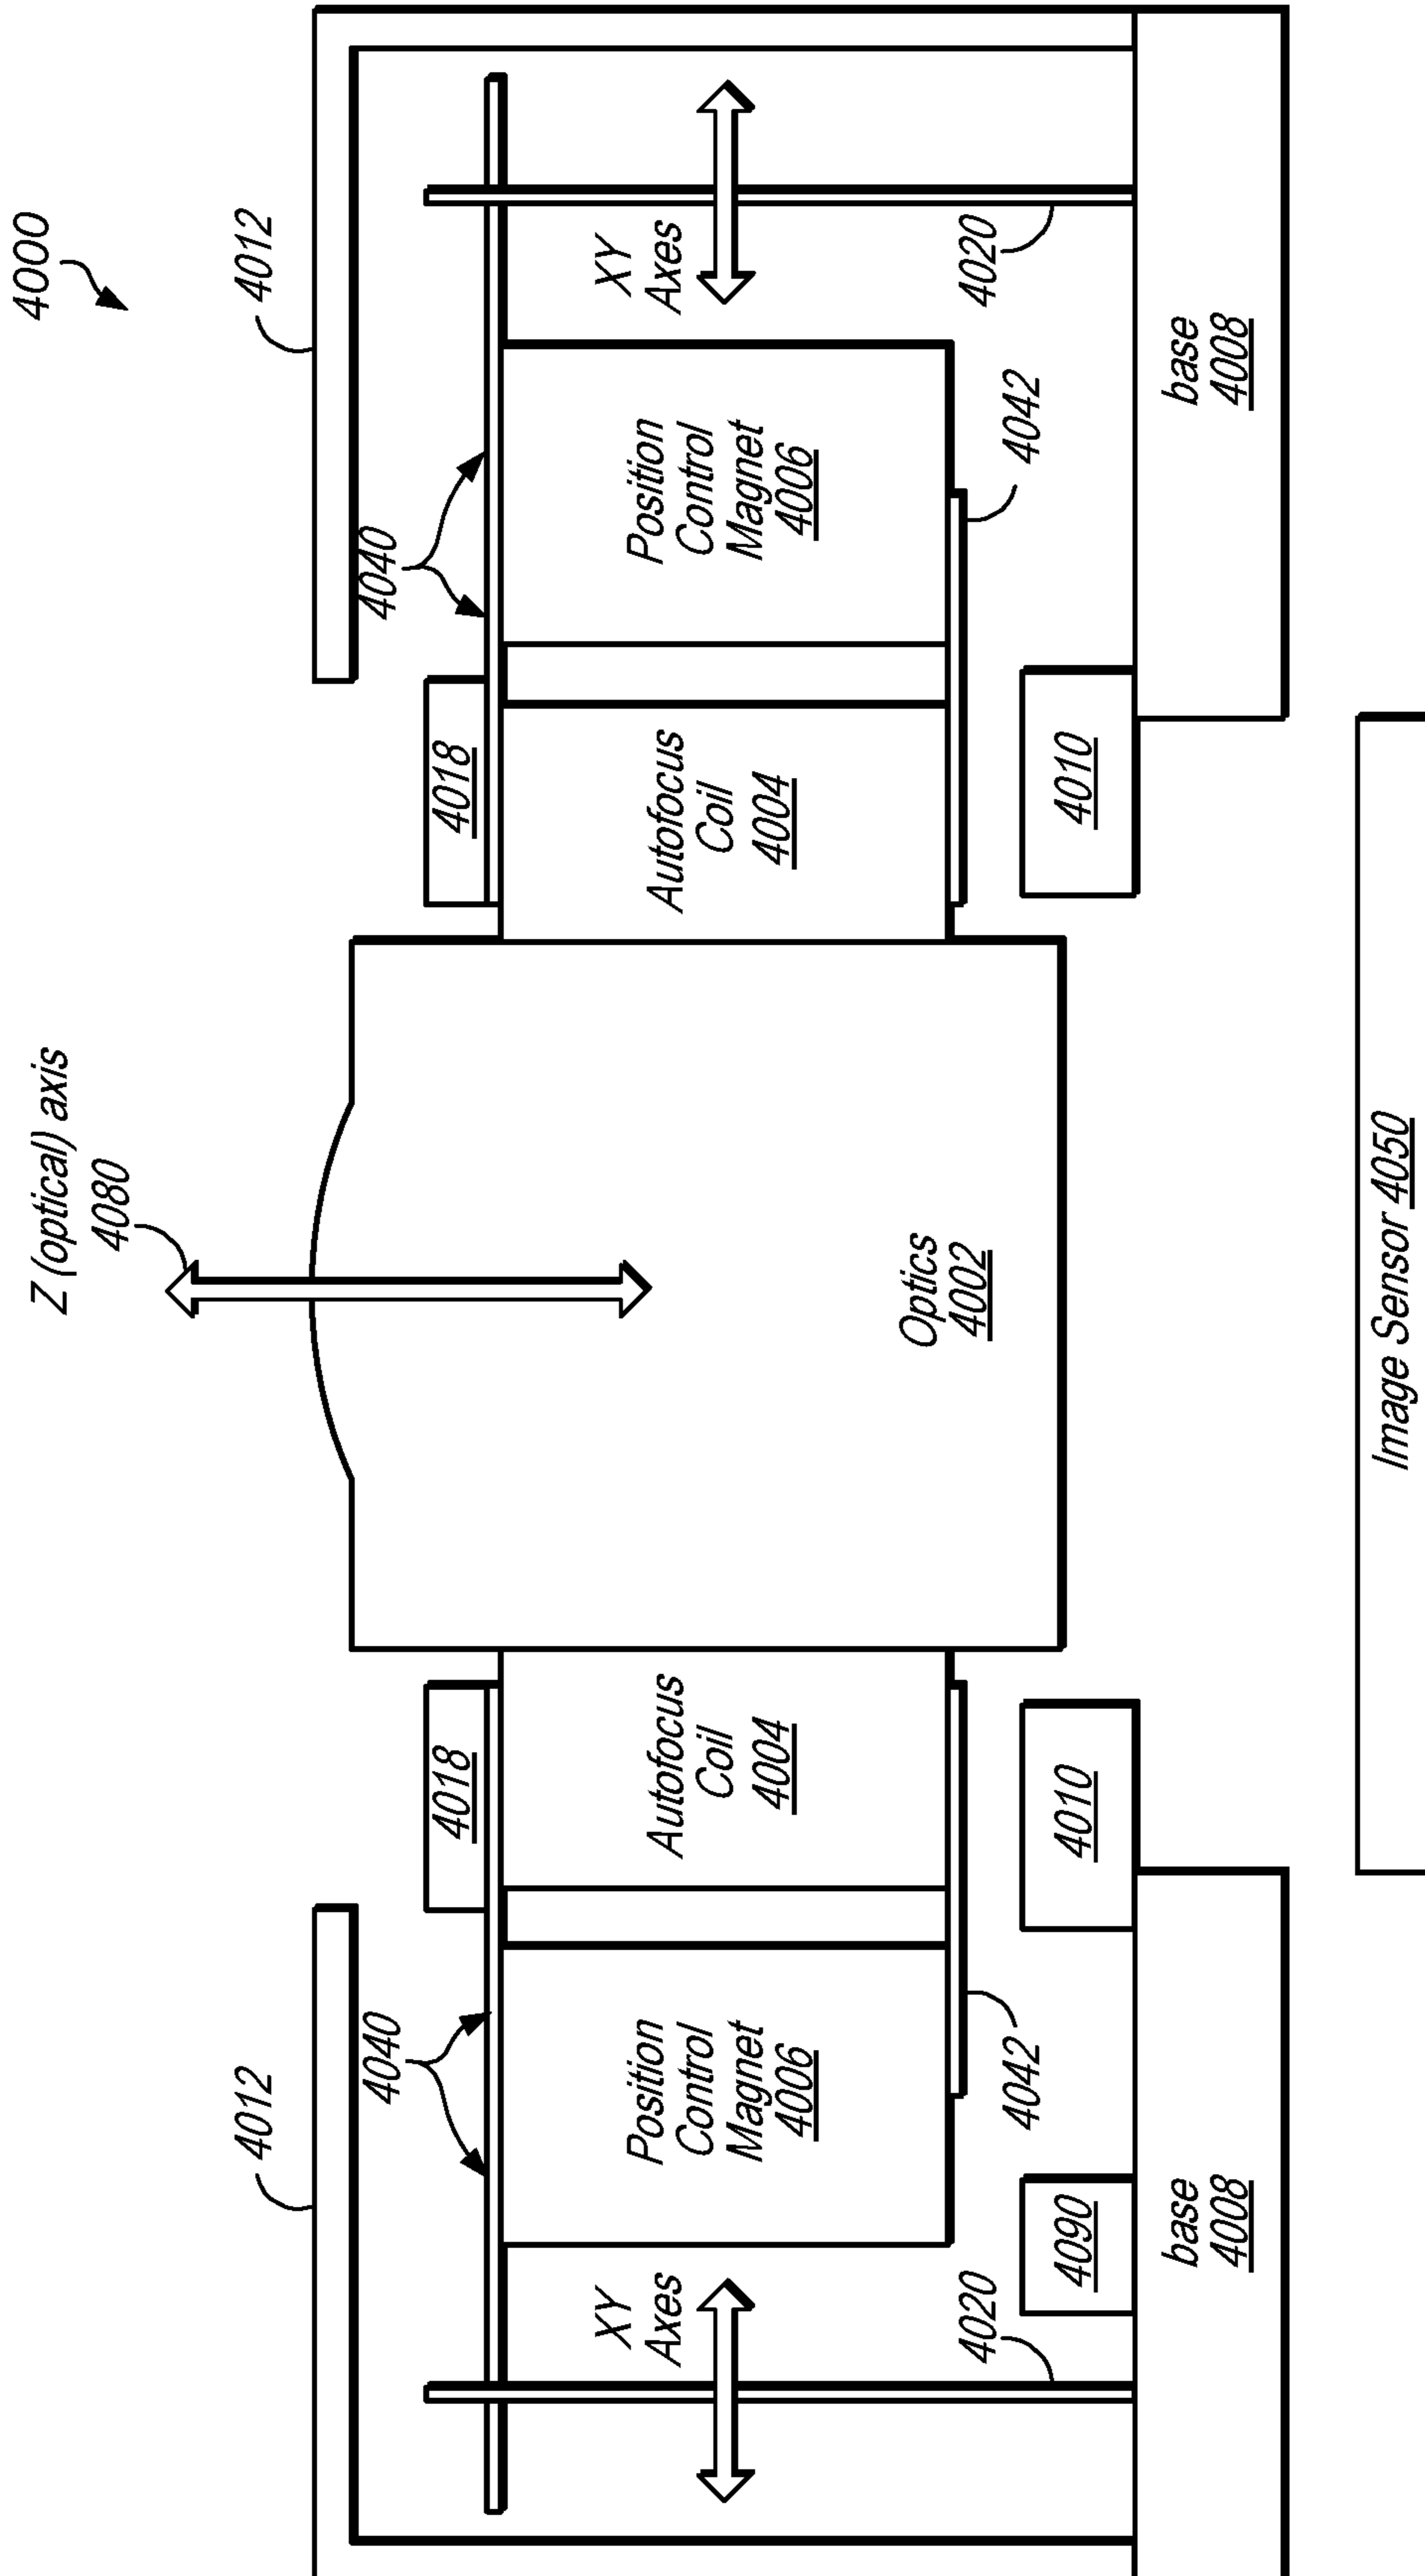 4000
Z (optical) axis
4080
4012
4012
4040
4040
4018
4018
XY
Axes
Position
Control
Magnet
4006
Autofocus
Coil
4004
Autofocus
Coil
4004
Position
Control
Magnet
4006
XY
Axes
Optics
4002
4020
4042
4042
4020
4090
4010
4010
base
4008
base
4008
Image Sensor 4050